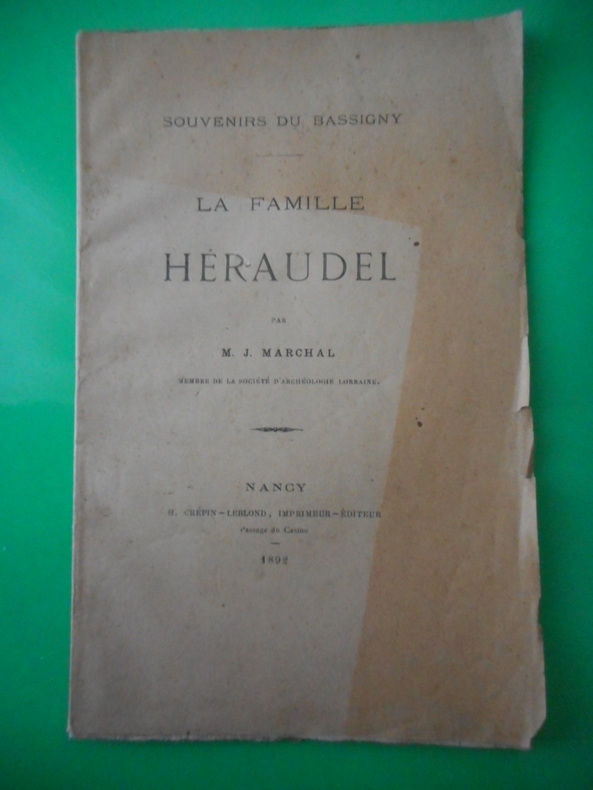 SOUVENIRS DU BASSIGNY
LA FAMILLE
HÉRAUDEL
PAR
M. J. MARCHAL
MEMBRE DE LA SOCIÉTÉ D'ARCHÉOLOGIE LORRAINE.
NANCY
G. CRÉPIN-LEBLOND, IMPRIMEUR-ÉDITEUR
Passage du Casino
1892